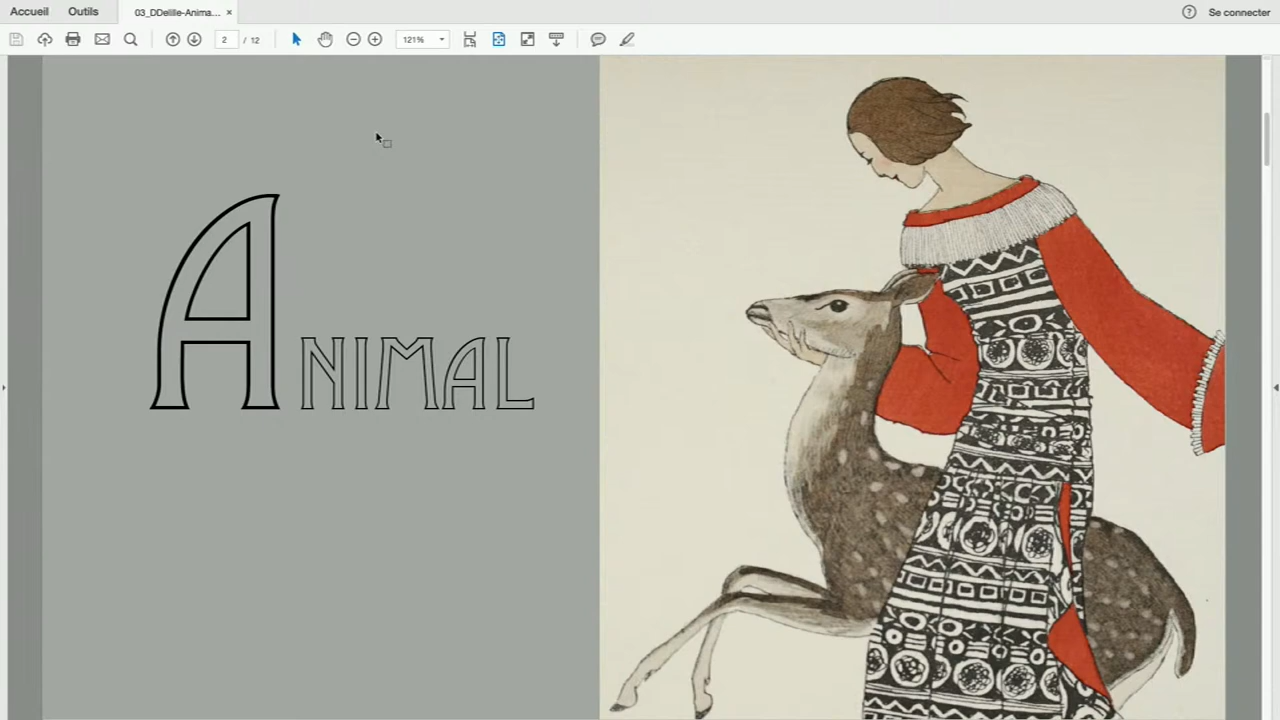 Accueil Outils 03_DDelille-Anima... × ? Se connecter
2 / 12 121%
ANIMAL